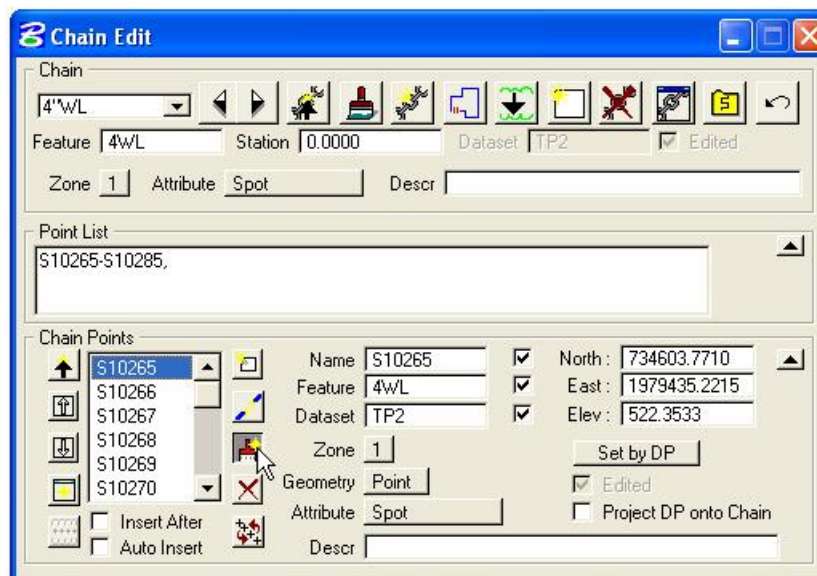 Chain Edit
Chain
4"WL
Feature 4WL Station 0.0000 Dataset TP2 Edited
Zone 1 Attribute Spot Descr
Point List
S10265-S10285,
Chain Points
S10265
S10266
S10267
S10268
S10269
S10270
Insert After
Auto Insert
Name S10265
Feature 4WL
Dataset TP2
Zone 1
Geometry Point
Attribute Spot
Descr
North : 734603.7710
East : 1979435.2215
Elev : 522.3533
Set by DP
Edited
Project DP onto Chain